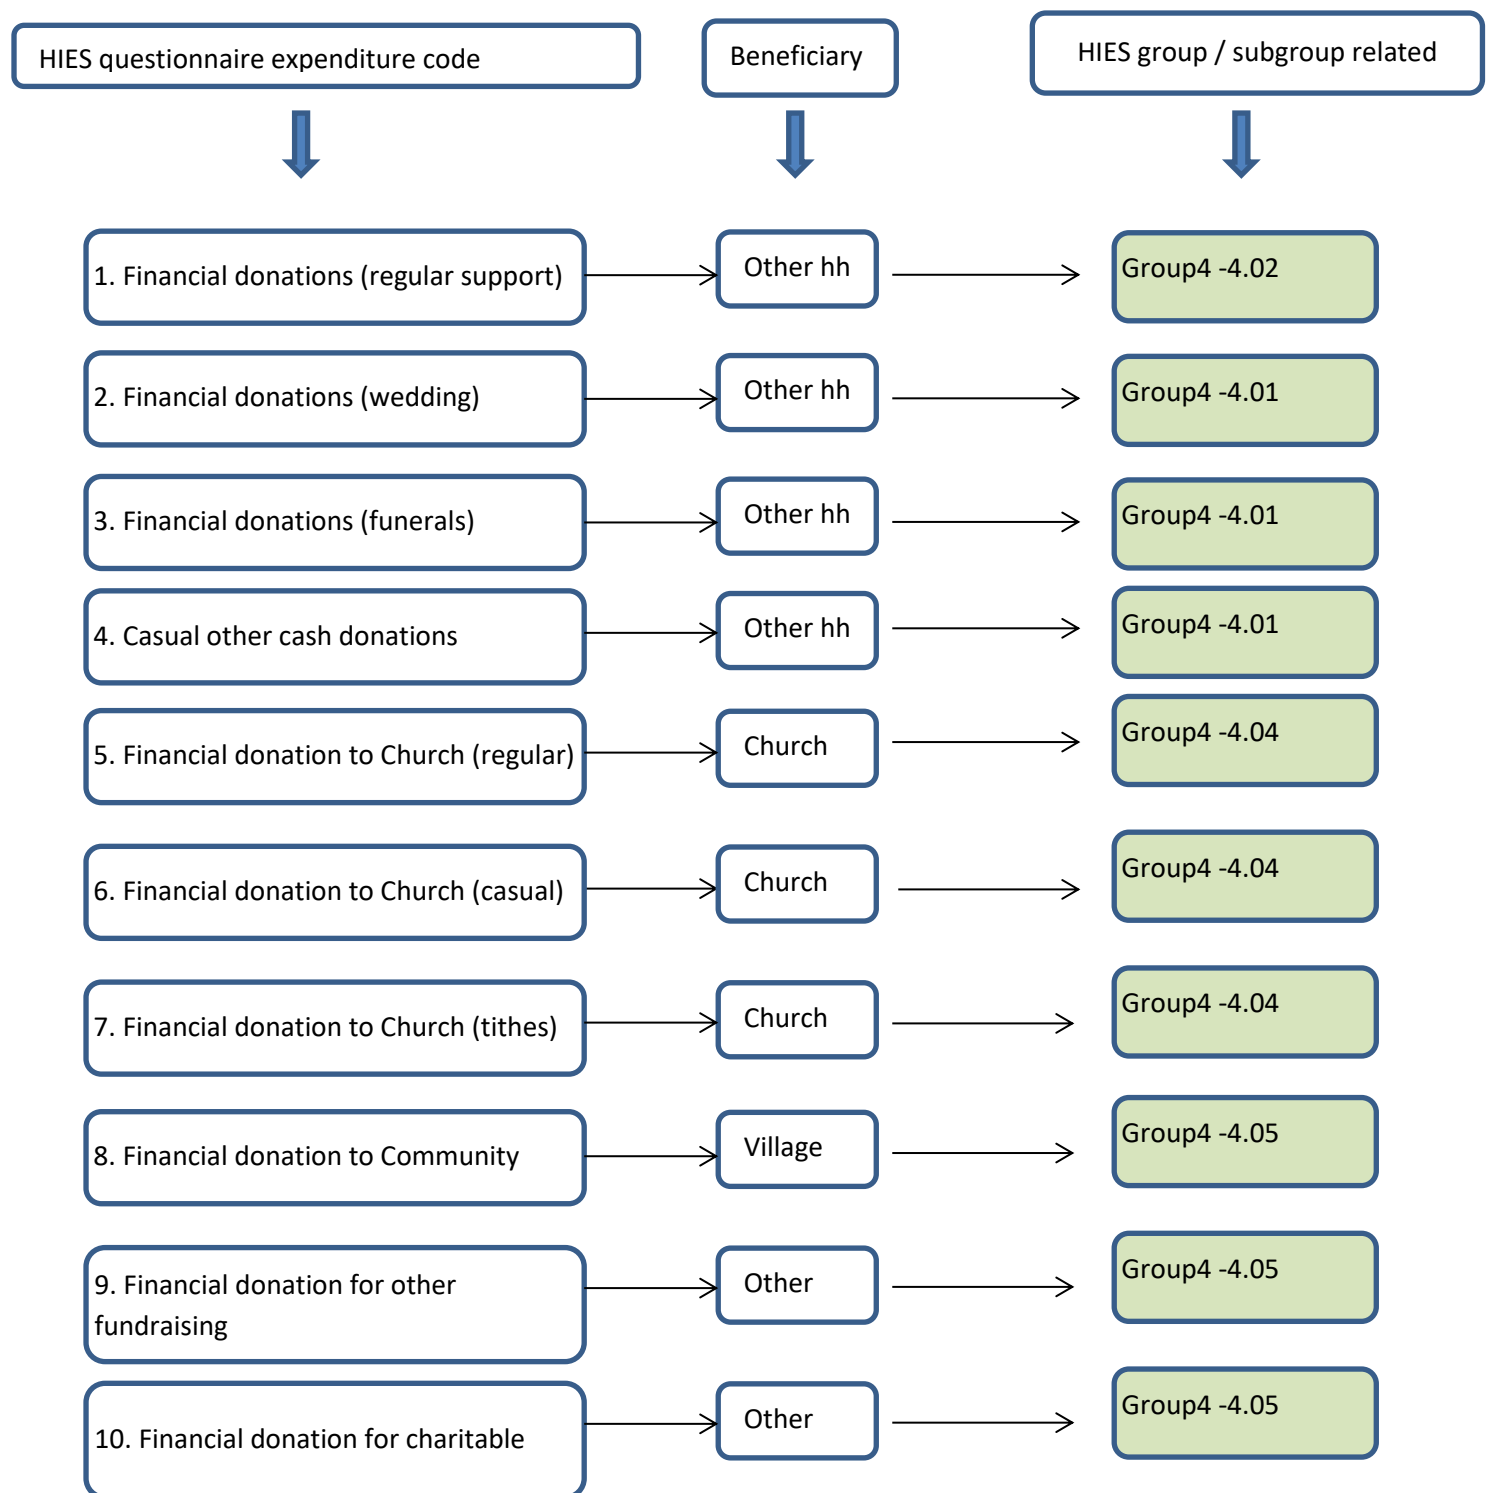 HIES questionnaire expenditure code
Beneficiary
HIES group / subgroup related
1. Financial donations (regular support)
Other hh
Group4 -4.02
2. Financial donations (wedding)
Other hh
Group4 -4.01
3. Financial donations (funerals)
Other hh
Group4 -4.01
4. Casual other cash donations
Other hh
Group4 -4.01
5. Financial donation to Church (regular)
Church
Group4 -4.04
6. Financial donation to Church (casual)
Church
Group4 -4.04
7. Financial donation to Church (tithes)
Church
Group4 -4.04
8. Financial donation to Community
Village
Group4 -4.05
9. Financial donation for other
fundraising
Other
Group4 -4.05
10. Financial donation for charitable
Other
Group4 -4.05